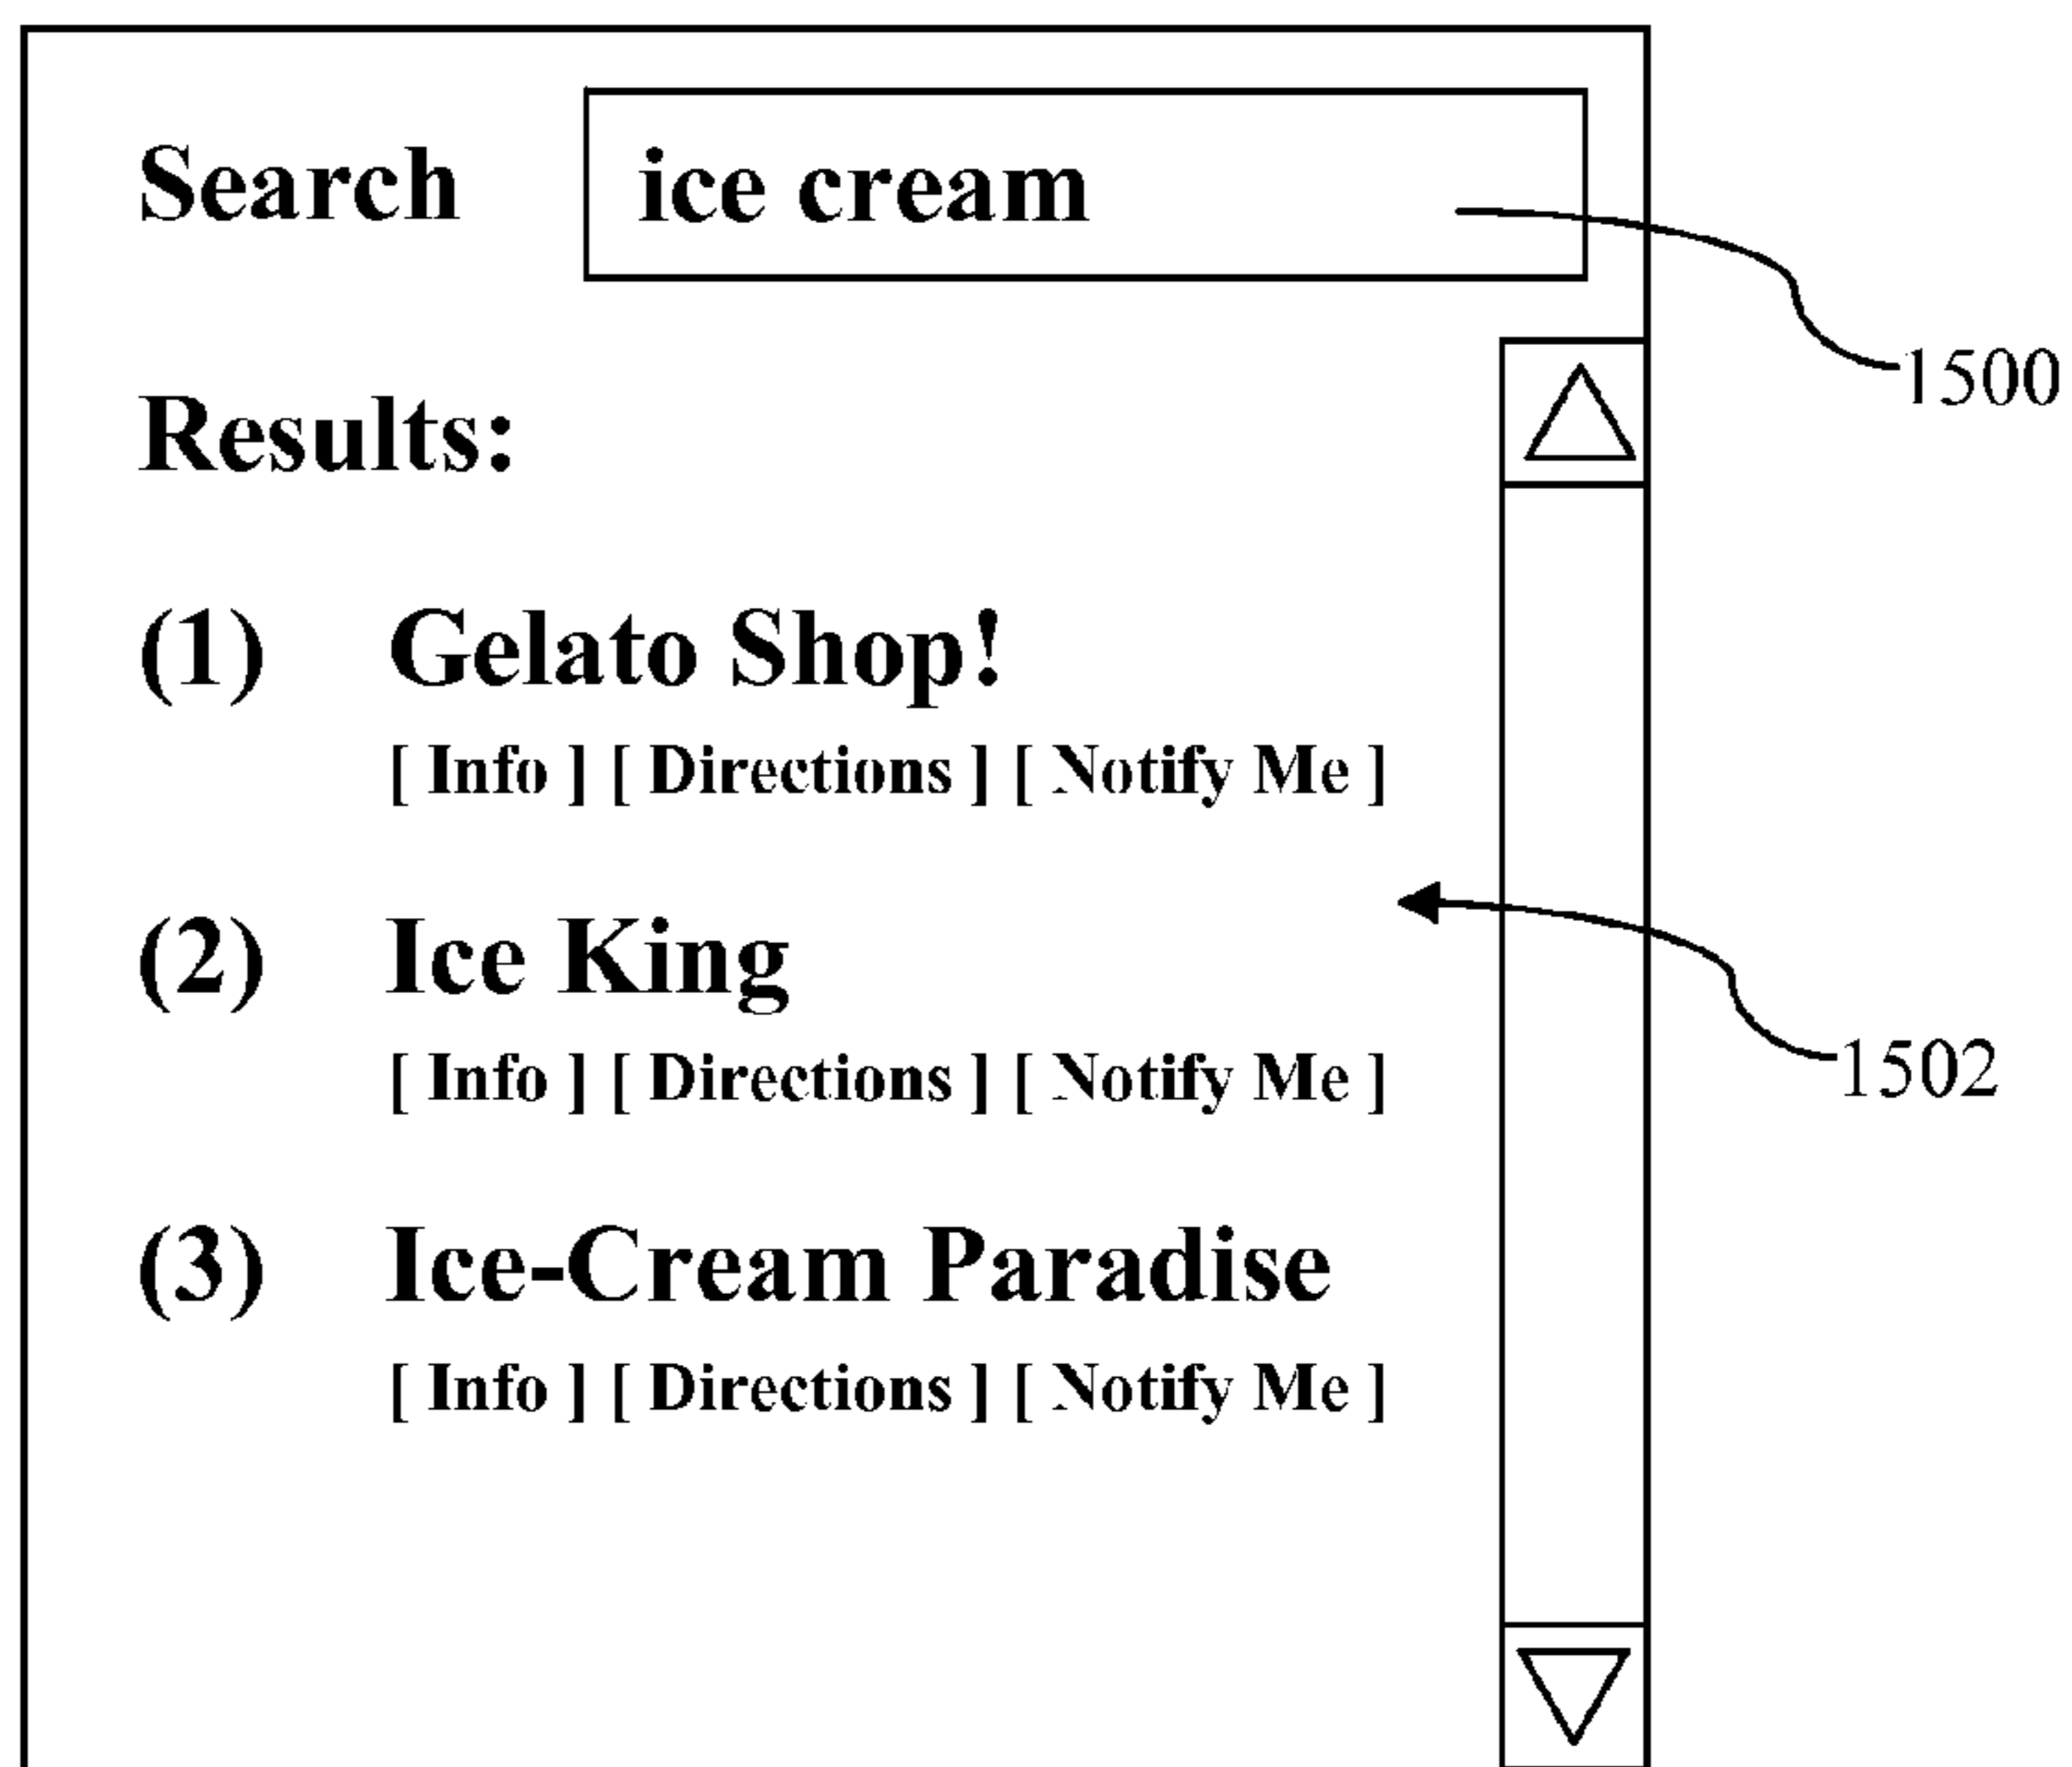 Search ice cream
1500
Results:
(1) Gelato Shop!
[ Info ] [ Directions ] [ Notify Me ]
(2) Ice King
1502
[ Info ] [ Directions ] [ Notify Me ]
(3) Ice-Cream Paradise
[ Info ] [ Directions ] [ Notify Me ]